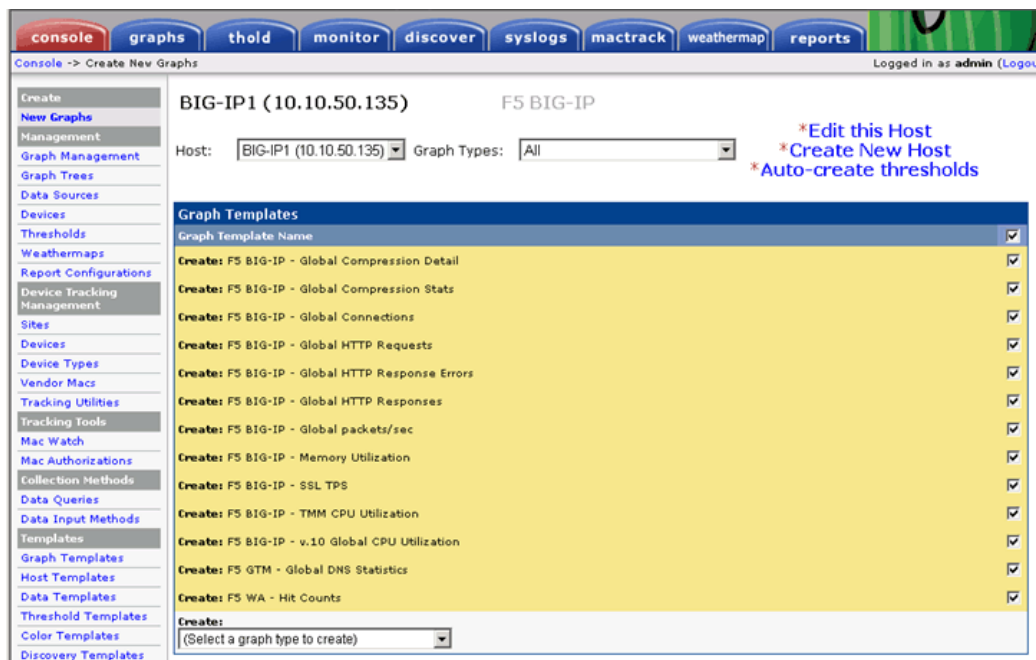 console graphs thold monitor discover syslogs mactrack weathermap reports
Console -> Create New Graphs
Logged in as admin (Logou
Create
New Graphs
Management
Graph Management
Graph Trees
Data Sources
Devices
Thresholds
Weathermaps
Report Configurations
Device Tracking
Management
Sites
Devices
Device Types
Vendor Macs
Tracking Utilities
Tracking Tools
Mac Watch
Mac Authorizations
Collection Methods
Data Queries
Data Input Methods
Templates
Graph Templates
Host Templates
Data Templates
Threshold Templates
Color Templates
Discovery Templates
BIG-IP1 (10.10.50.135) F5 BIG-IP
Host: BIG-IP1 (10.10.50.135) Graph Types: All
*Edit this Host
*Create New Host
*Auto-create thresholds
Graph Templates
Graph Template Name
Create: F5 BIG-IP - Global Compression Detail
Create: F5 BIG-IP - Global Compression Stats
Create: F5 BIG-IP - Global Connections
Create: F5 BIG-IP - Global HTTP Requests
Create: F5 BIG-IP - Global HTTP Response Errors
Create: F5 BIG-IP - Global HTTP Responses
Create: F5 BIG-IP - Global packets/sec
Create: F5 BIG-IP - Memory Utilization
Create: F5 BIG-IP - SSL TPS
Create: F5 BIG-IP - TMM CPU Utilization
Create: F5 BIG-IP - v.10 Global CPU Utilization
Create: F5 GTM - Global DNS Statistics
Create: F5 WA - Hit Counts
Create:
(Select a graph type to create)